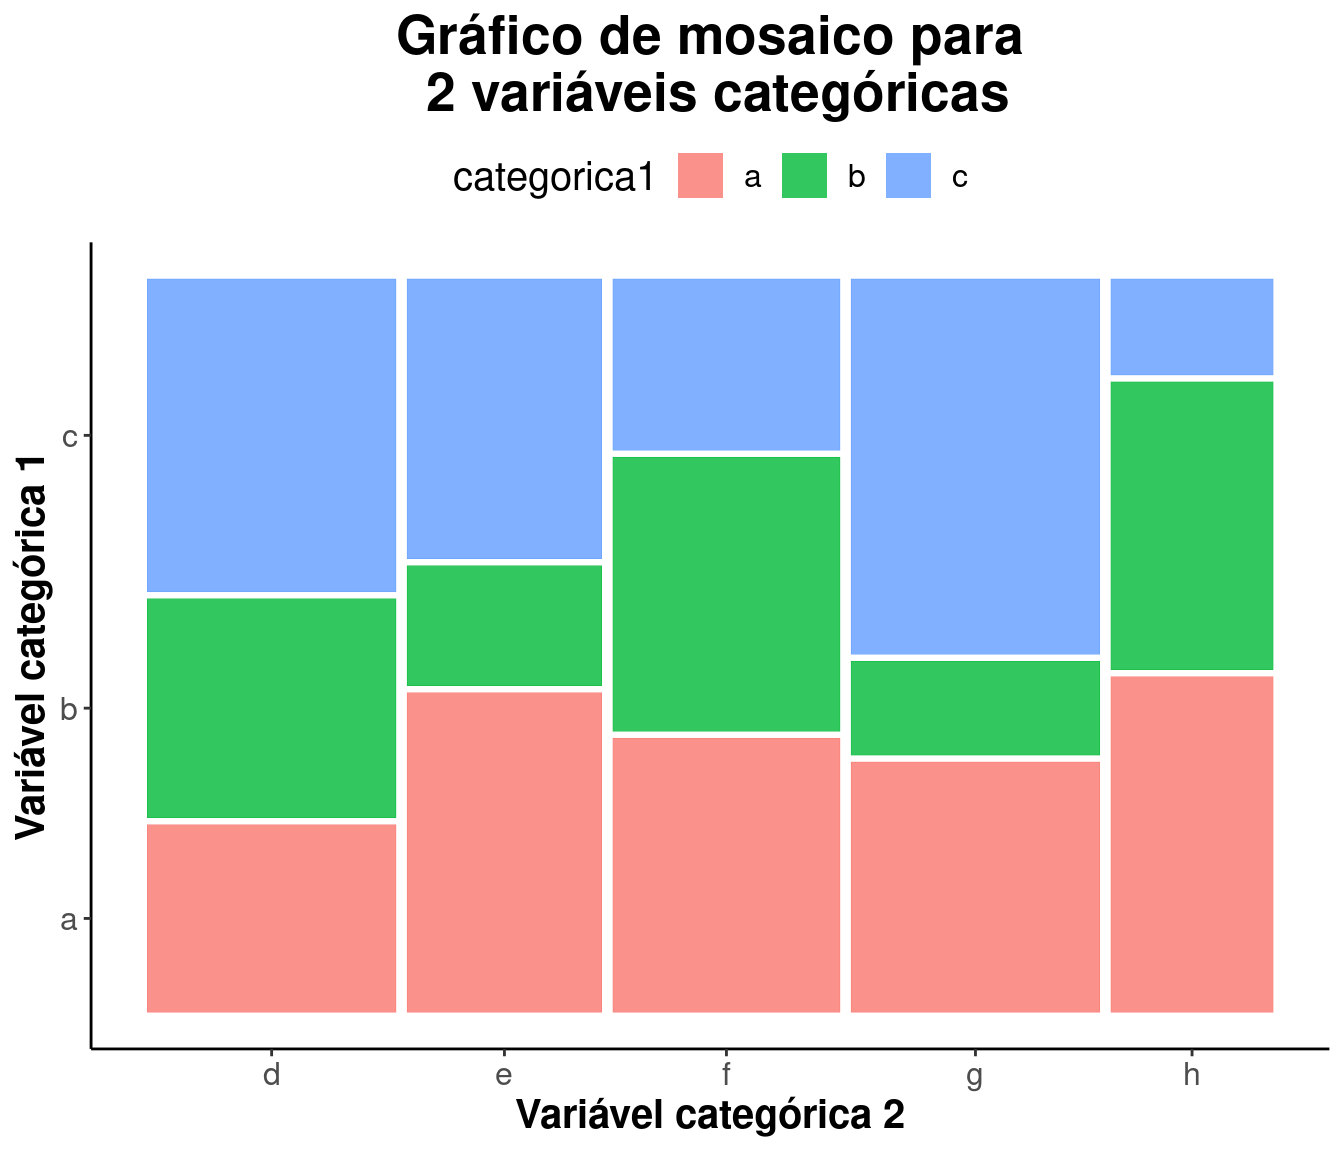 Gráfico de mosaico para
2 variáveis categóricas
categorica1 a b c
Variável categórica 1
c
b
a
d e f g h
Variável categórica 2